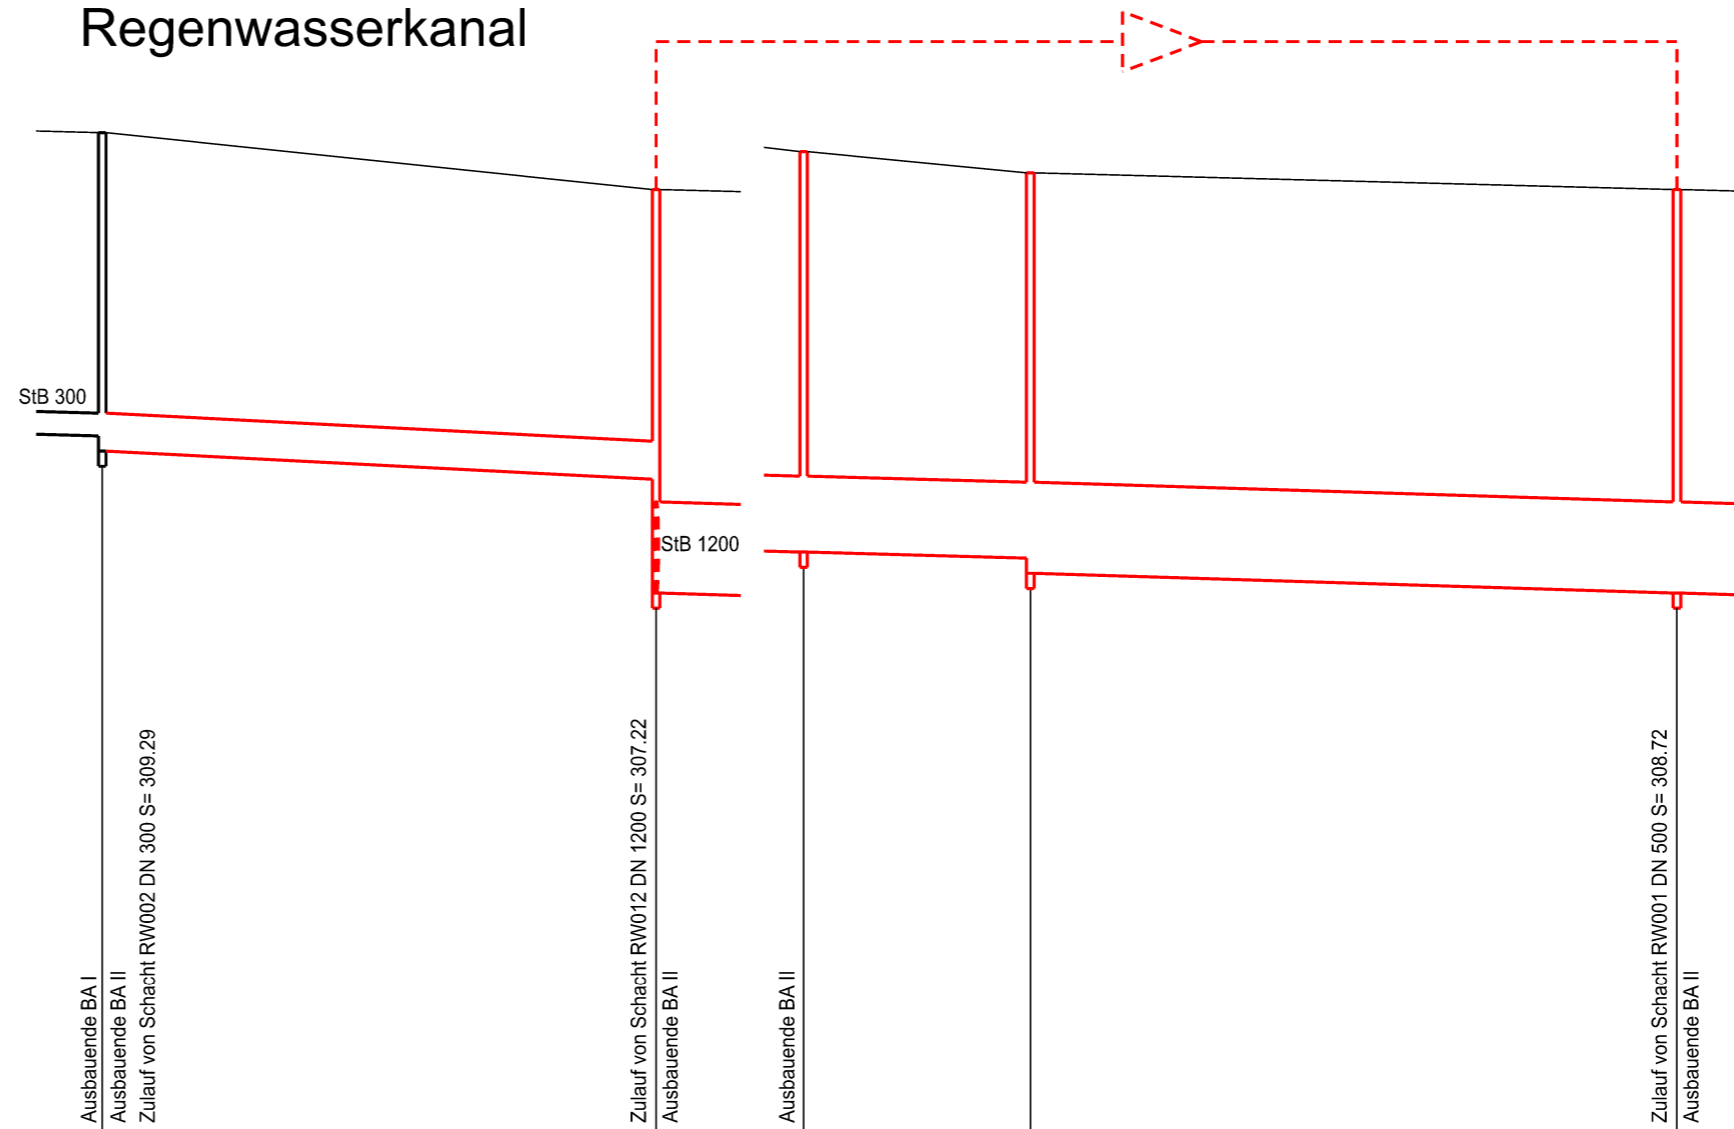 Regenwasserkanal
StB 300
StB 1200
Ausbauende BA I
Ausbauende BA II
Zulauf von Schacht RW002 DN 300 S= 309.29
Zulauf von Schacht RW012 DN 1200 S= 307.22
Ausbauende BA II
Ausbauende BA II
Zulauf von Schacht RW001 DN 500 S= 308.72
Ausbauende BA II